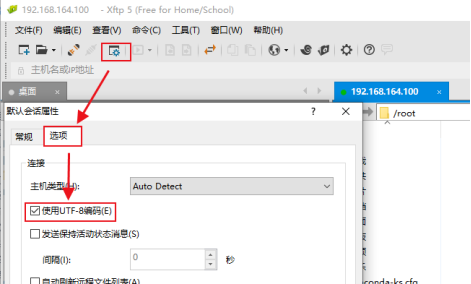 192.168.164.100 - Xftp 5 (Free for Home/School)
文件(F) 编辑(E) 查看(V) 命令(C) 工具(T) 窗口(W) 帮助(H)
主机名或IP地址
桌面 × 192.168.164.100 ×
默认会话属性 ? ×
/root
常规 选项
连接
主机类型(H): Auto Detect
使用UTF-8编码(E)
发送保持活动状态消息(S)
间隔(I): 0 秒
自动刷新远程文件列表(A)
conda-ks.cfg